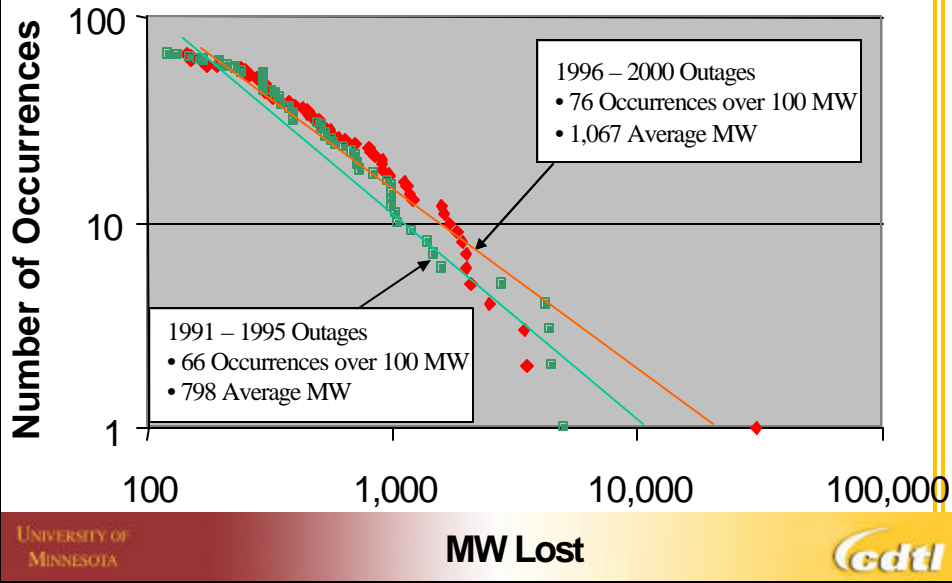 Number of Occurrences
100
10
1
1996 – 2000 Outages
• 76 Occurrences over 100 MW
• 1,067 Average MW
1991 – 1995 Outages
• 66 Occurrences over 100 MW
• 798 Average MW
100 1,000 10,000 100,000
UNIVERSITY OF
MINNESOTA
MW Lost
cdtl